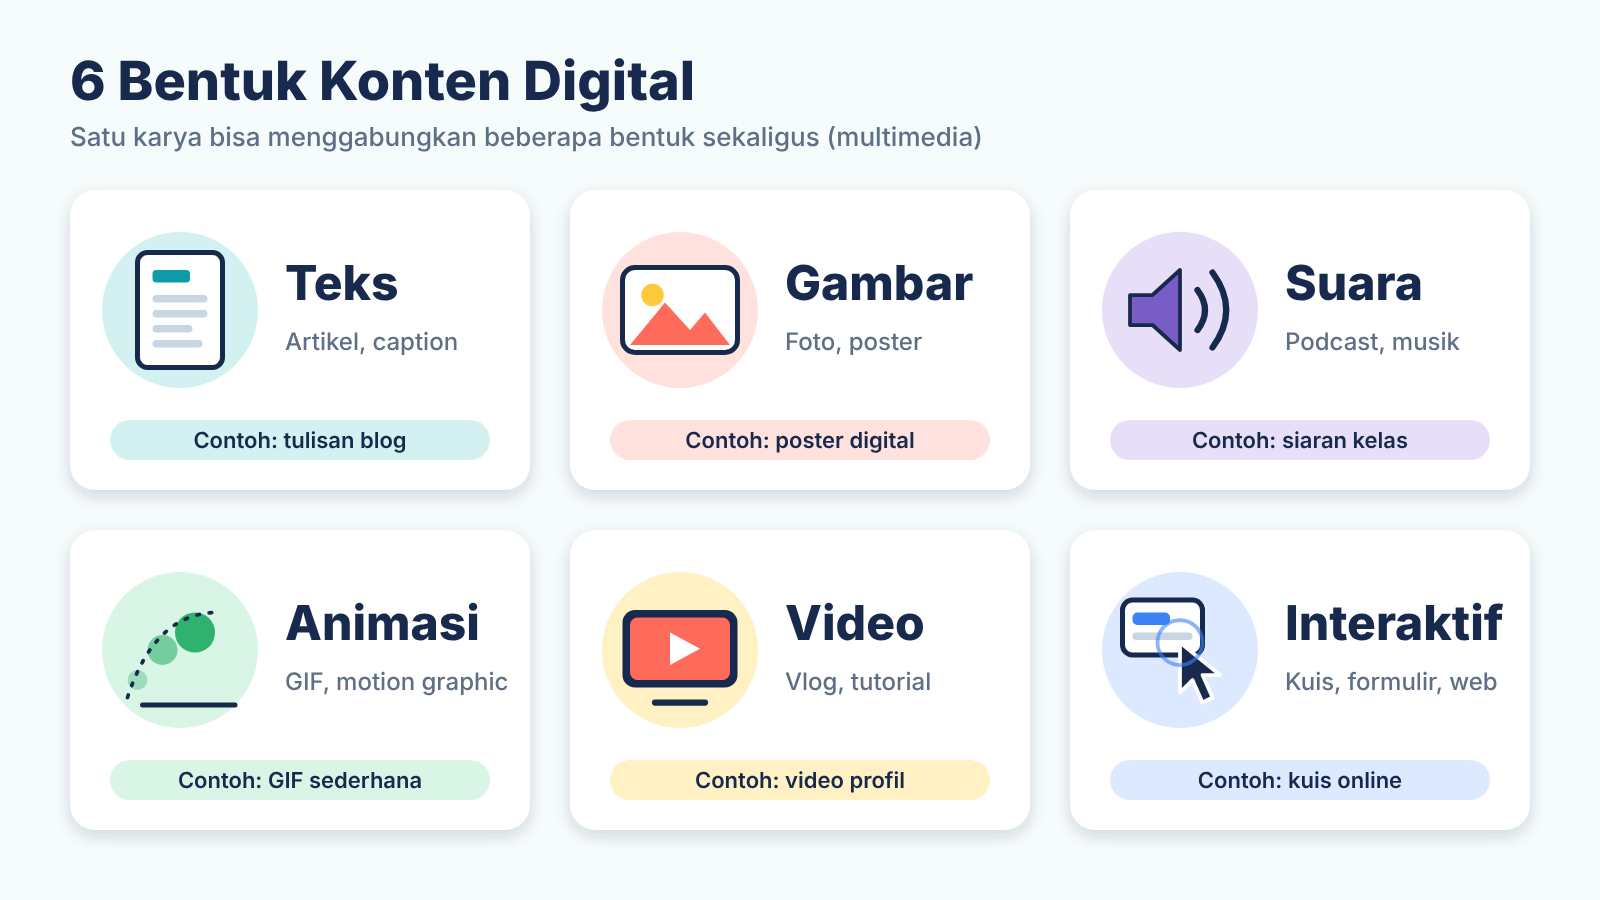 6 Bentuk Konten Digital
Satu karya bisa menggabungkan beberapa bentuk sekaligus (multimedia)
Teks
Artikel, caption
Contoh: tulisan blog
Gambar
Foto, poster
Contoh: poster digital
Suara
Podcast, musik
Contoh: siaran kelas
Animasi
GIF, motion graphic
Contoh: GIF sederhana
Video
Vlog, tutorial
Contoh: video profil
Interaktif
Kuis, formulir, web
Contoh: kuis online